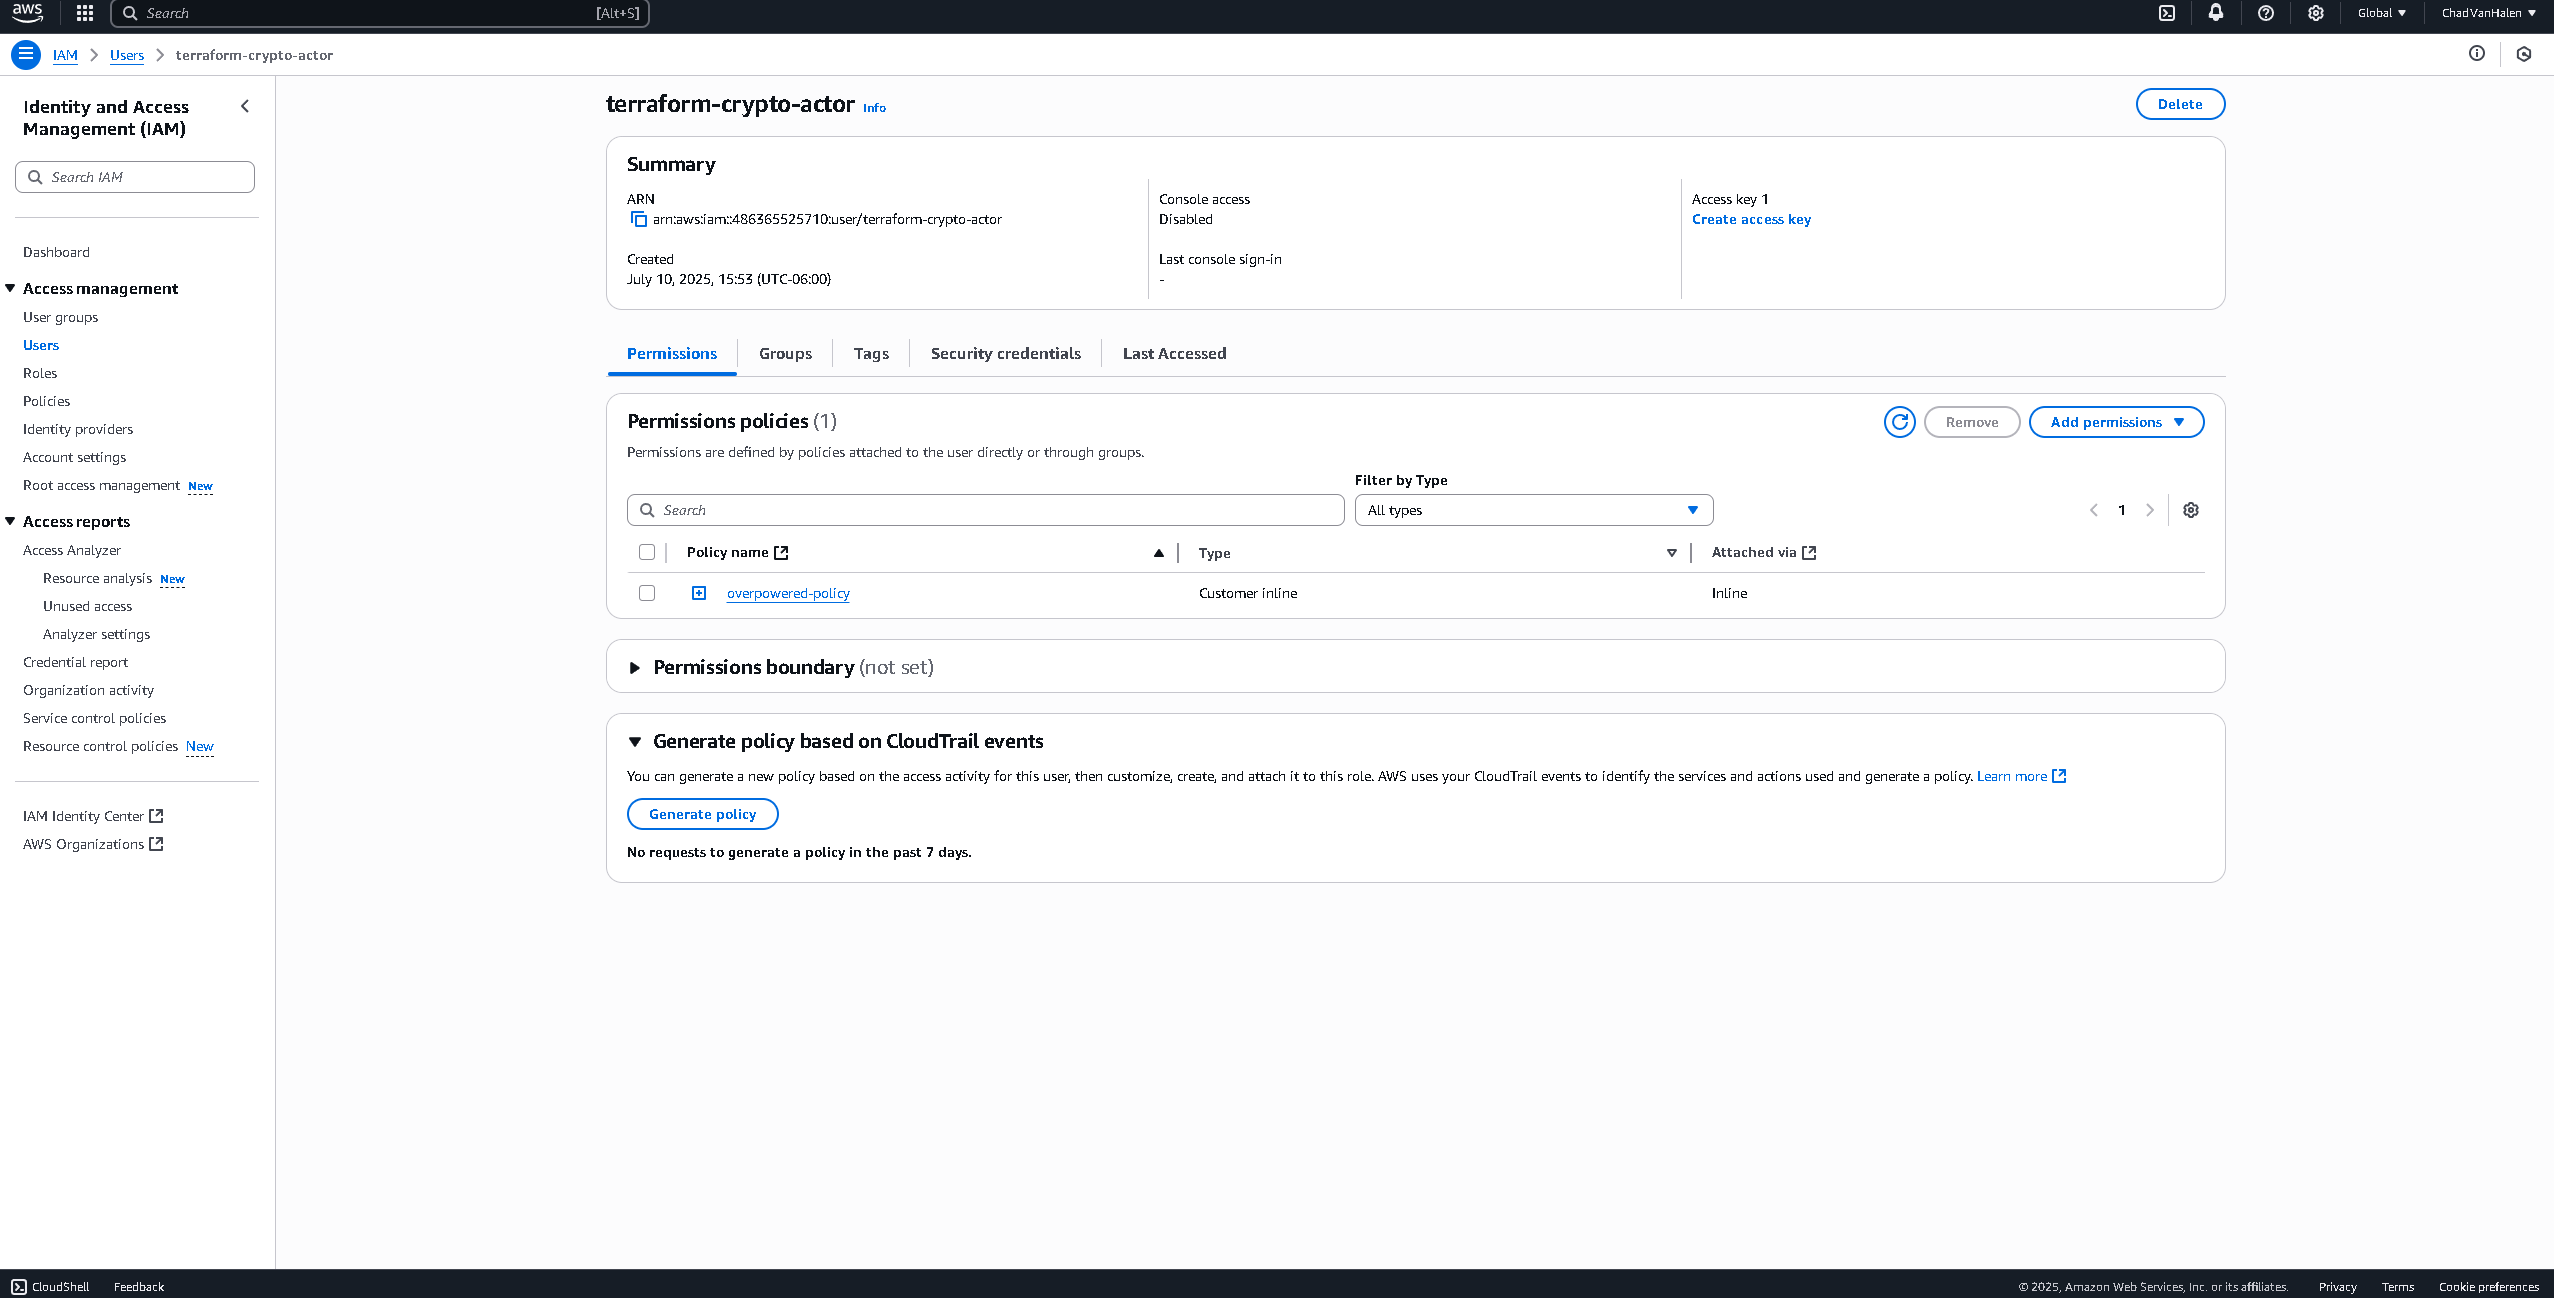 aws
Search
[Alt+S]
Global
ChadVanHalen
IAM
Users
terraform-crypto-actor
Identity and Access
Management (IAM)
Search IAM
Dashboard
Access management
User groups
Users
Roles
Policies
Identity providers
Account settings
Root access management New
Access reports
Access Analyzer
Resource analysis New
Unused access
Analyzer settings
Credential report
Organization activity
Service control policies
Resource control policies New
IAM Identity Center
AWS Organizations
terraform-crypto-actor Info
Delete
Summary
ARN
arn:aws:iam::486365525710:user/terraform-crypto-actor
Created
July 10, 2025, 15:53 (UTC-06:00)
Console access
Disabled
Last console sign-in
-
Access key 1
Create access key
Permissions
Groups
Tags
Security credentials
Last Accessed
Permissions policies (1)
Remove
Add permissions
Permissions are defined by policies attached to the user directly or through groups.
Filter by Type
Search
All types
1
Policy name
Type
Attached via
overpowered-policy
Customer inline
Inline
Permissions boundary (not set)
Generate policy based on CloudTrail events
You can generate a new policy based on the access activity for this user, then customize, create, and attach it to this role. AWS uses your CloudTrail events to identify the services and actions used and generate a policy. Learn more
Generate policy
No requests to generate a policy in the past 7 days.
CloudShell
Feedback
© 2025, Amazon Web Services, Inc. or its affiliates.
Privacy
Terms
Cookie preferences